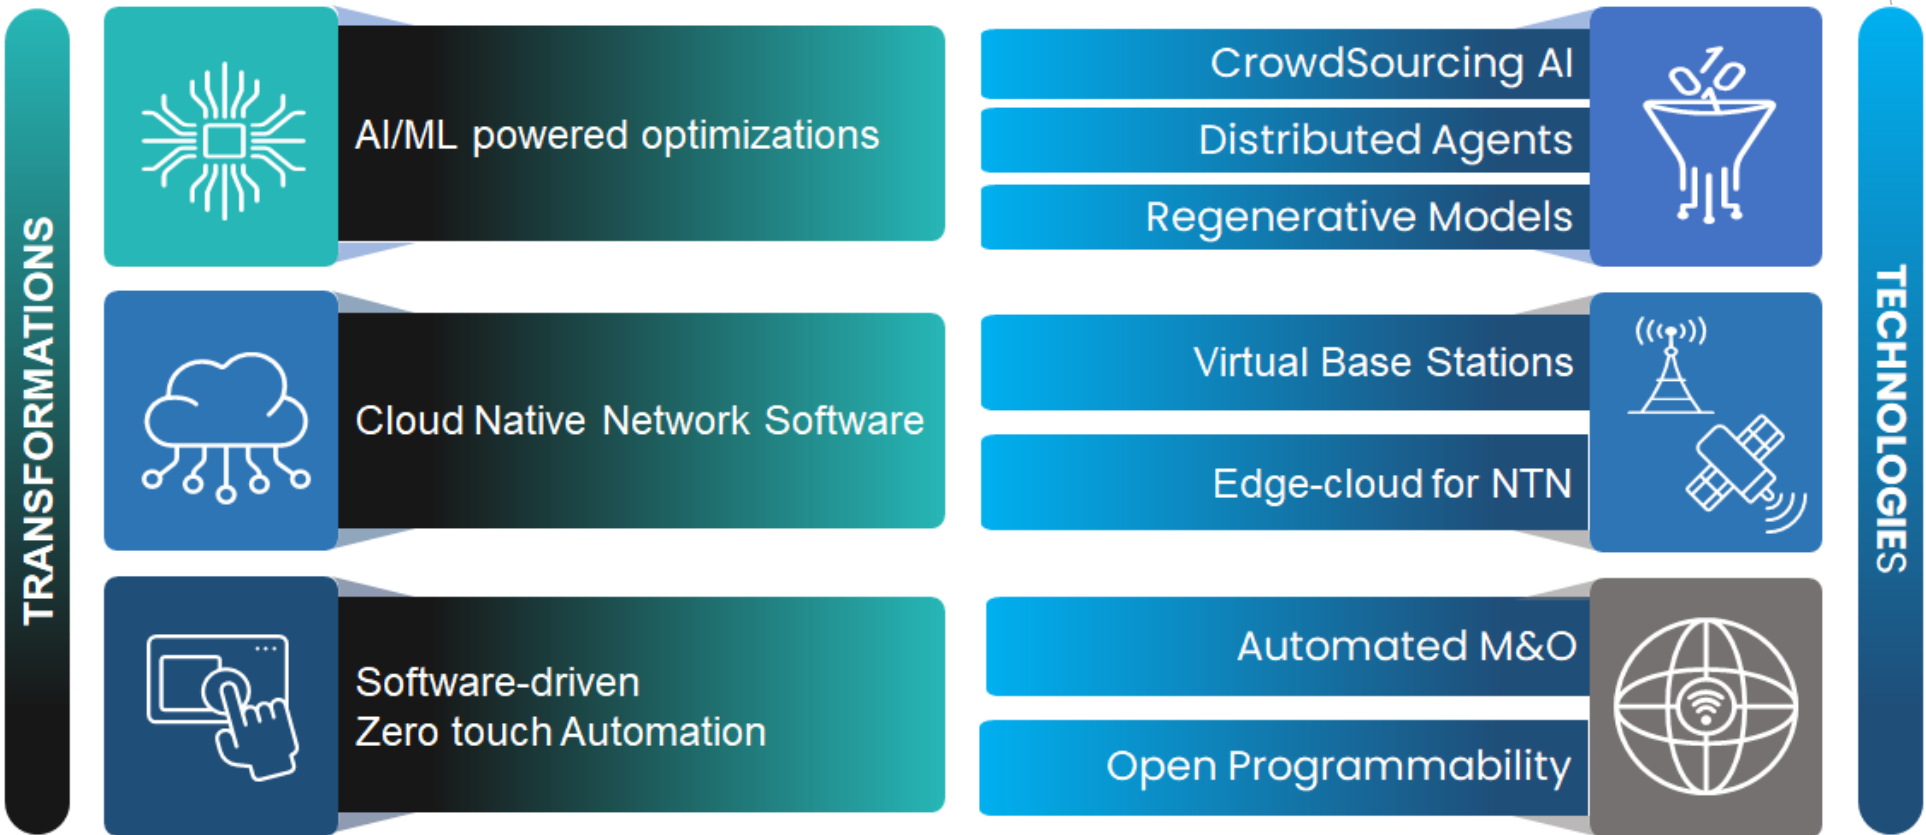 TRANSFORMATIONS
AI/ML powered optimizations
CrowdSourcing AI
Distributed Agents
Regenerative Models
Cloud Native Network Software
Virtual Base Stations
Edge-cloud for NTN
Software-driven
Zero touch Automation
Automated M&O
Open Programmability
TECHNOLOGIES